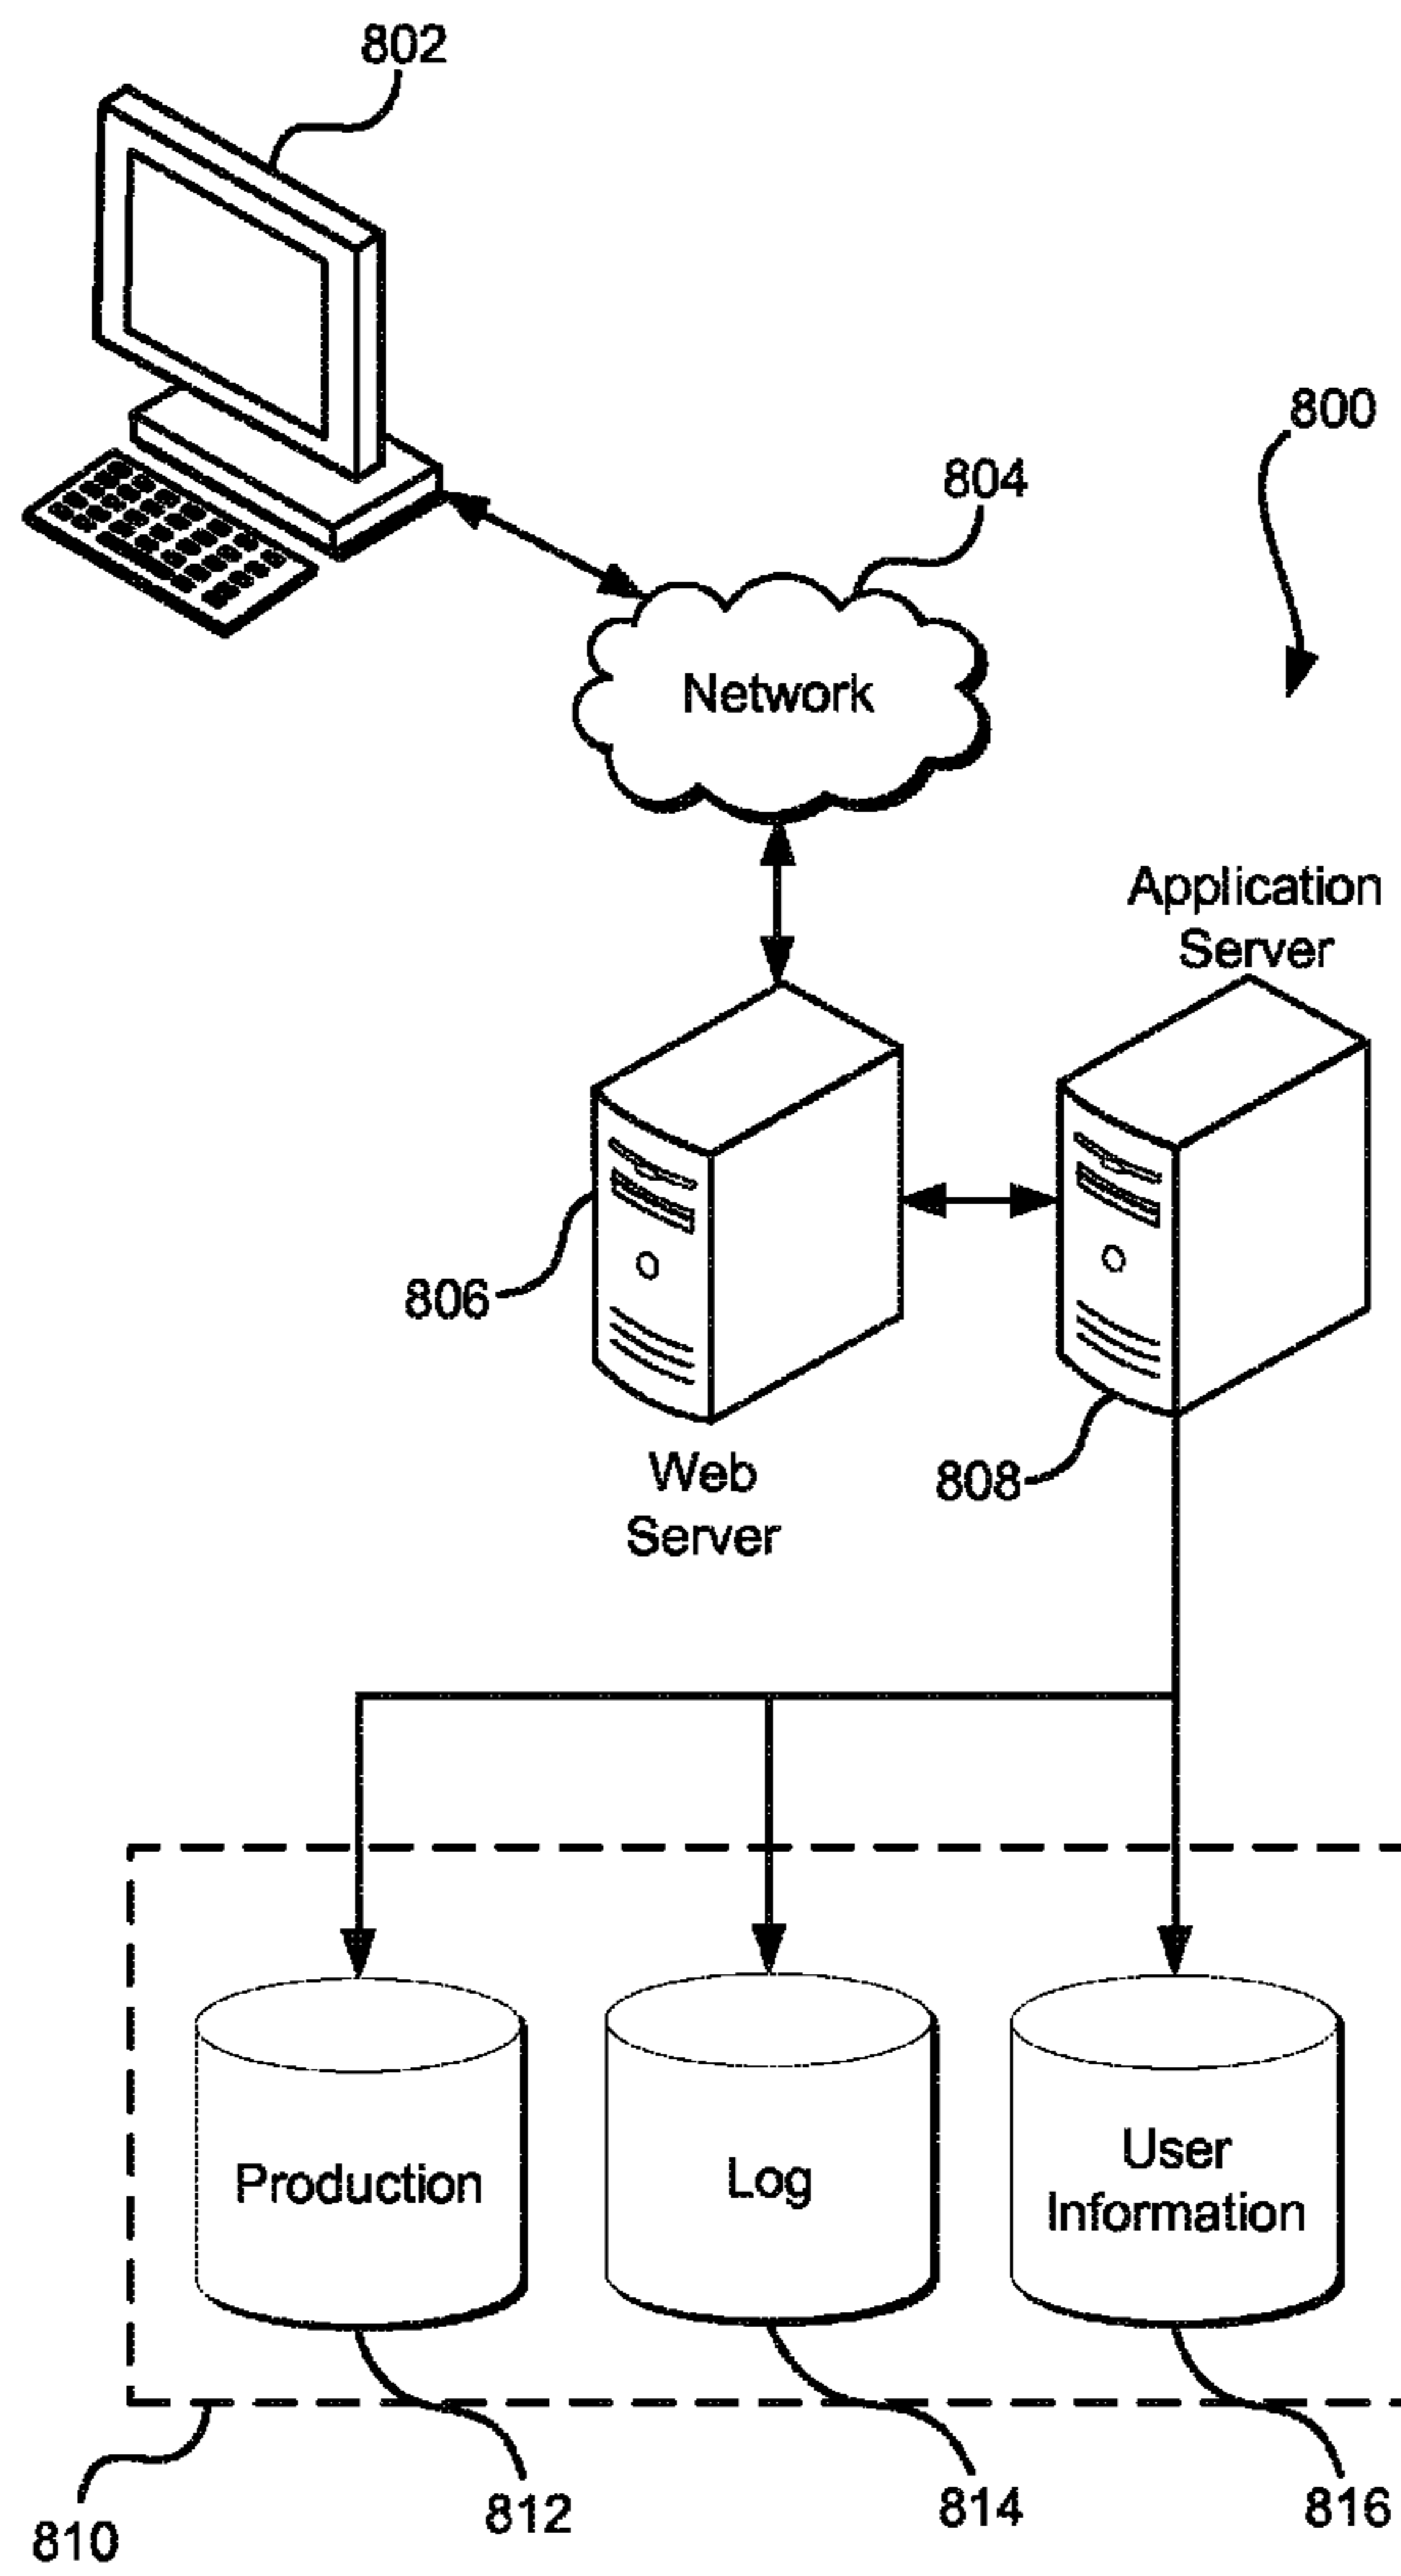 802
800
804
Network
Application
Server
806
Web
Server
808
Production
Log
User
Information
810
812
814
816